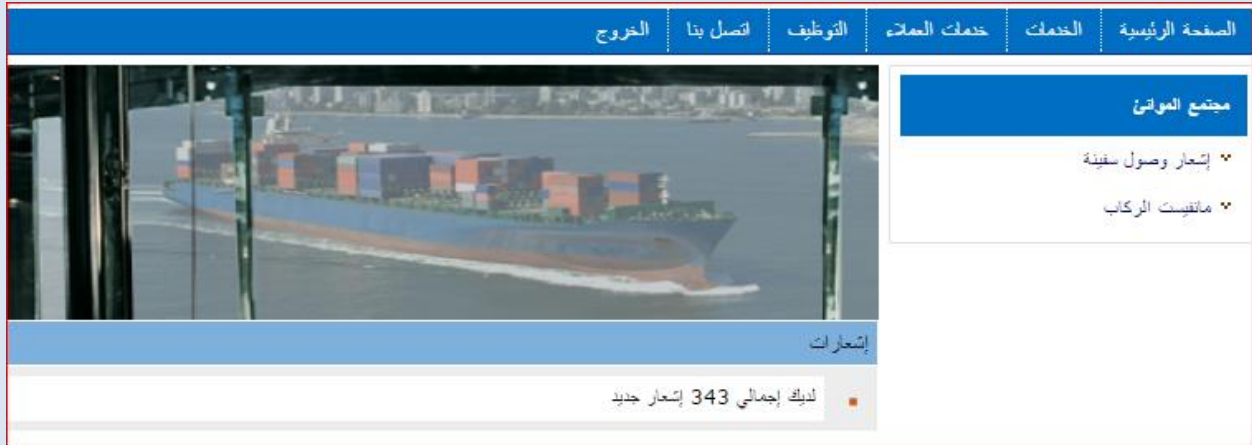 الصفحة الرئيسية الخدمات خدمات العملاء التوظيف اتصل بنا الخروج
مجتمع الموانئ
إشعار وصول سفينة
مانفيست الركاب
إشعارات
لديك إجمالي 343 إشعار جديد